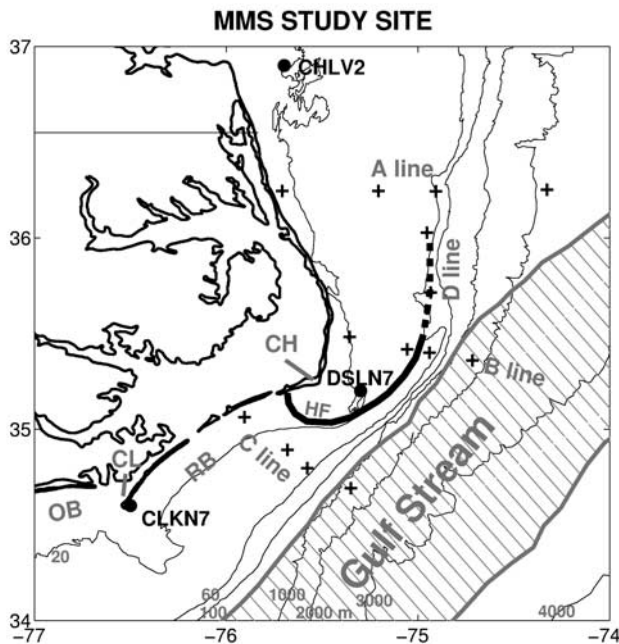 MMS STUDY SITE
37
CHLV2
A line
36
D line
CH
DSLN7
B line
HF
35
C line
RB
CL
Gulf Stream
OB
CLKN7
20
60
1000
3000
100
2000 m
4000
34
−77
−76
−75
−74